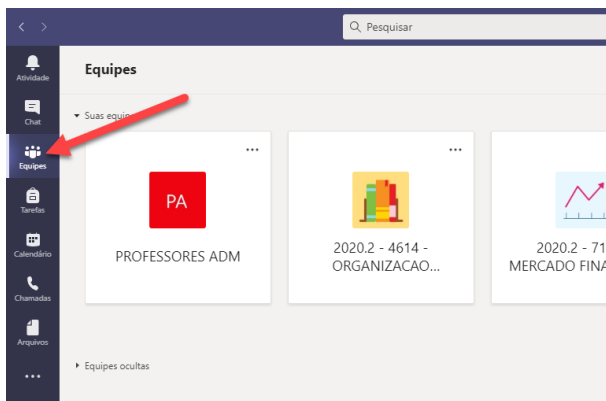 Pesquisar
Atividade
Equipes
Suas
Chat
Equipes
PA
PROFESSORES ADM
2020.2 - 4614 -
ORGANIZACAO...
2020.2 - 71
MERCADO FINA
Tarefas
Calendário
Chamadas
Arquivos
Equipes ocultas